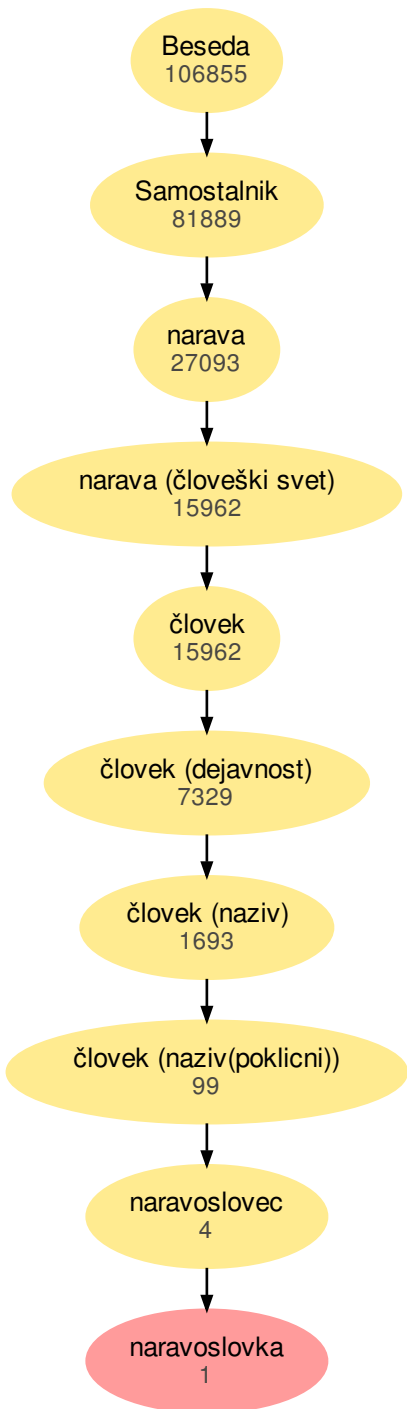 Beseda
106855
Samostalnik
81889
narava
27093
narava (človeški svet)
15962
človek
15962
človek (dejavnost)
7329
človek (naziv)
1693
človek (naziv(poklicni))
99
naravoslovec
4
naravoslovka
1